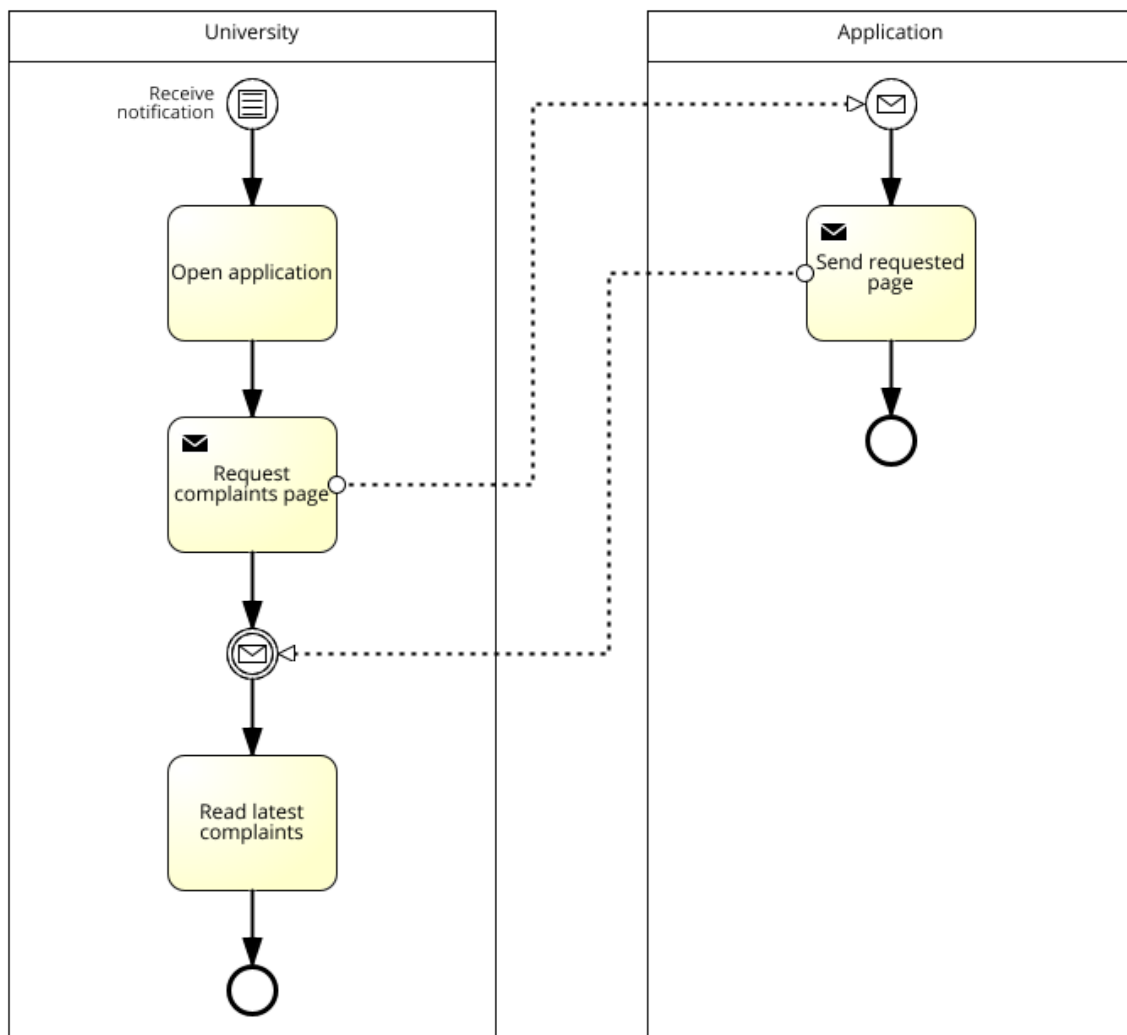 University
Application
Receive
notification
Open application
Send requested
page
Request
complaints page
Read latest
complaints